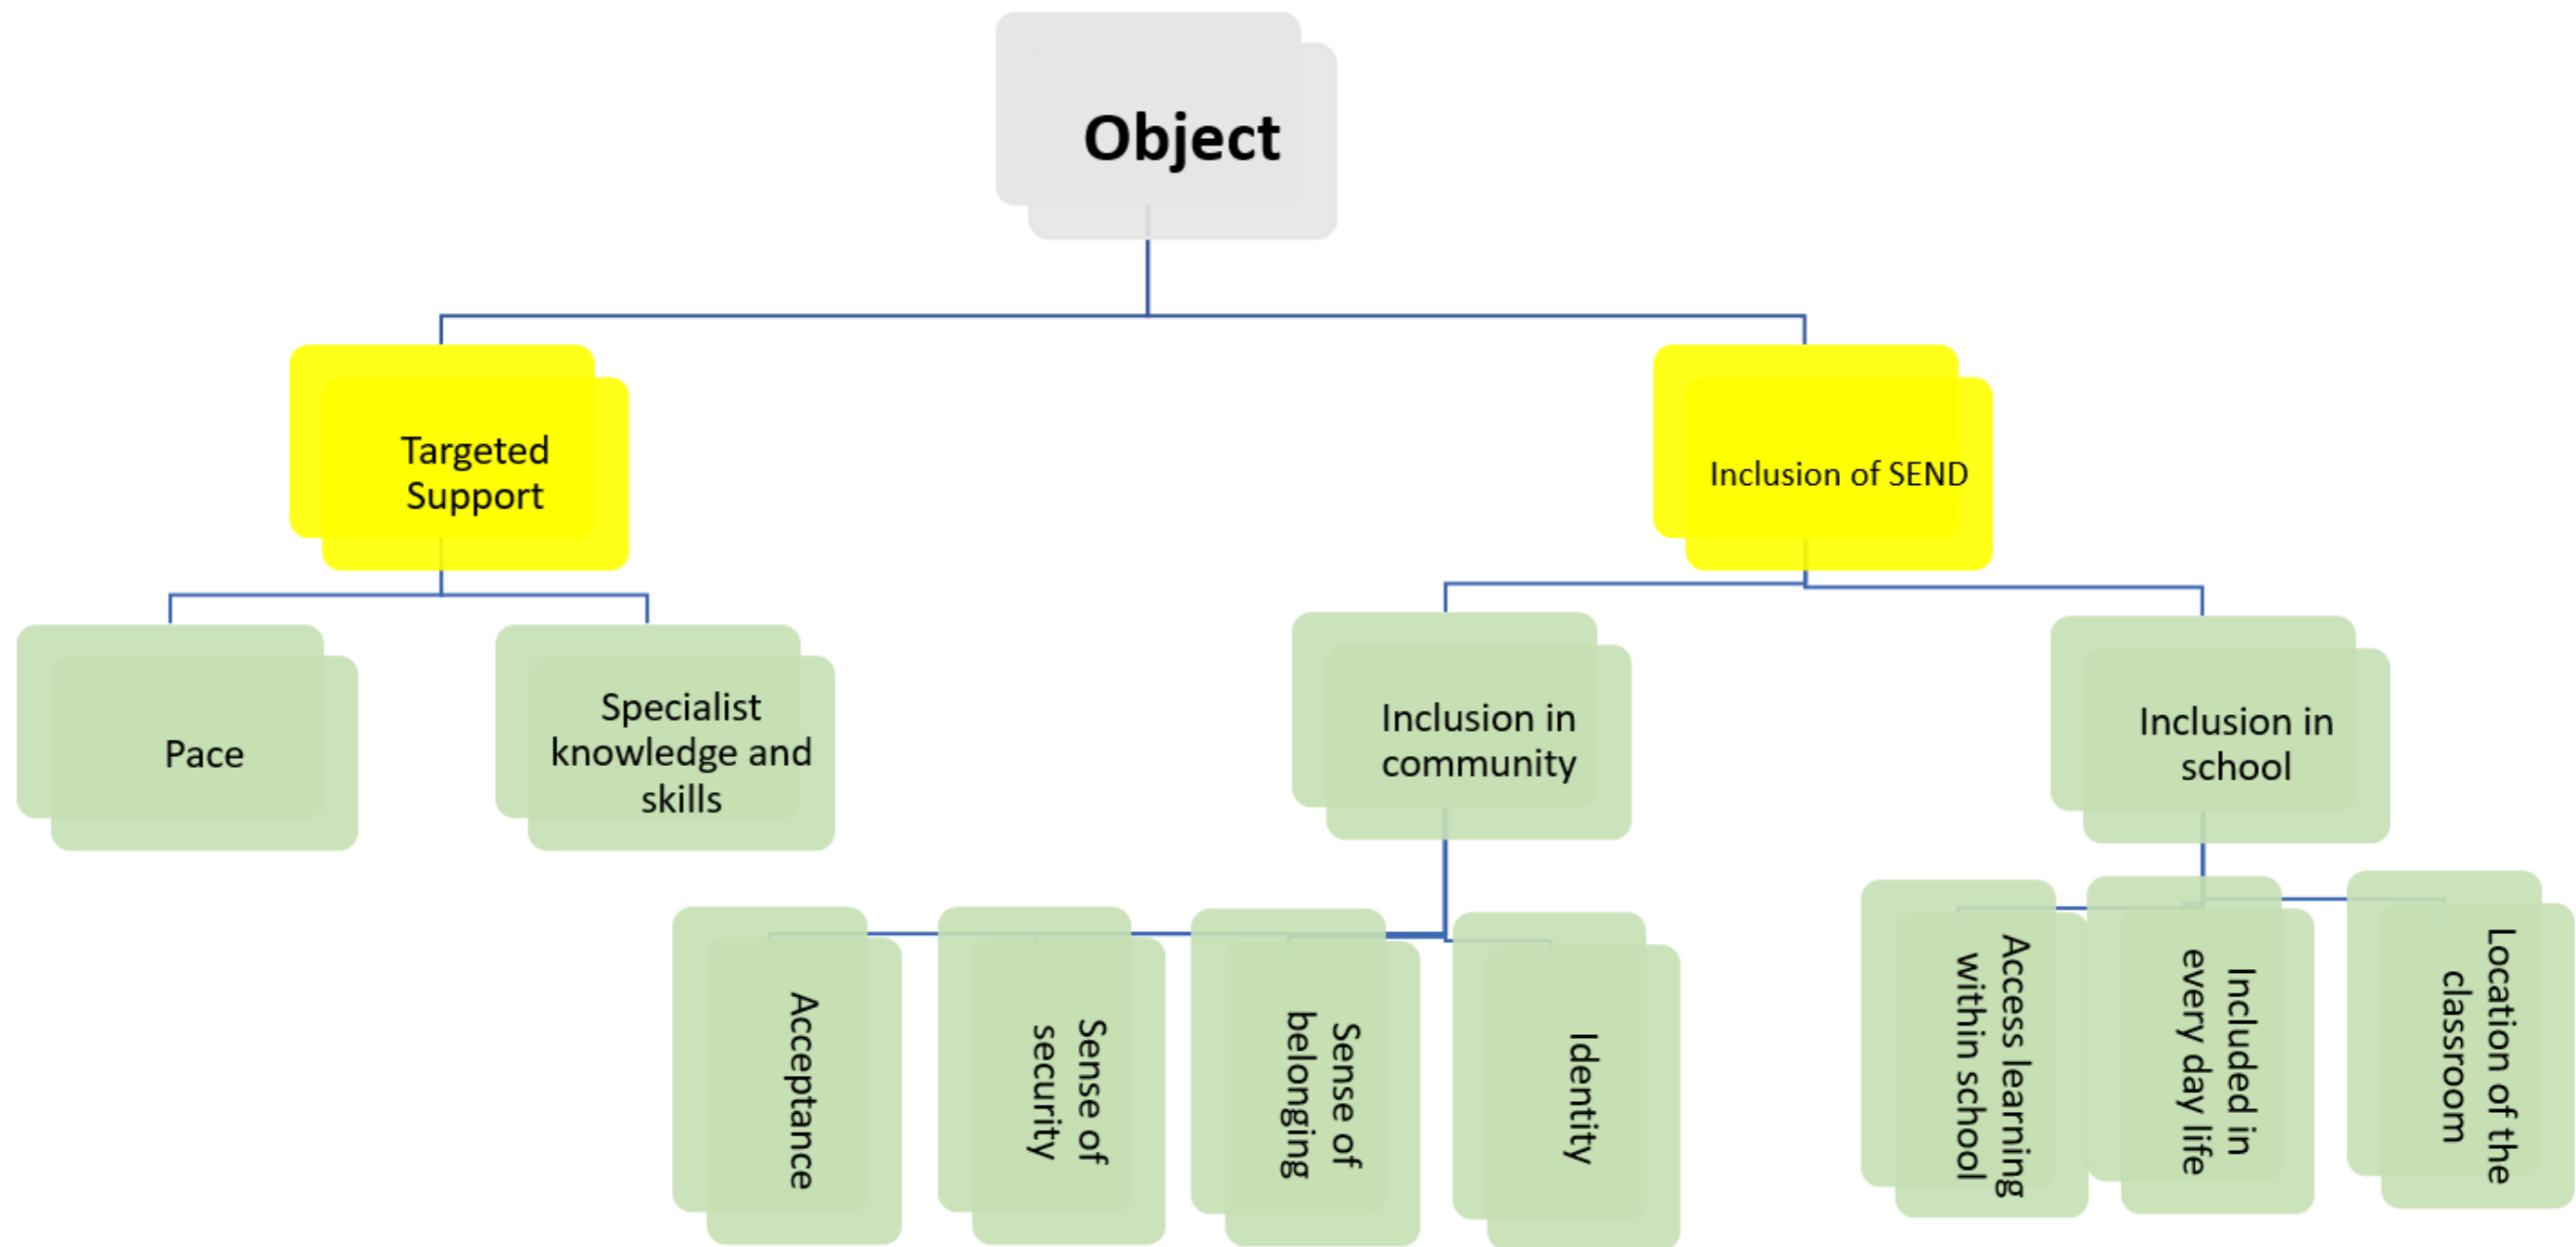 Object
Targeted
Support
Inclusion of SEND
Pace
Specialist
knowledge and
skills
Inclusion in
community
Inclusion in
school
Acceptance
Sense of
security
Sense of
belonging
Identity
Access learning
within school
Included in
every day life
Location of the
classroom